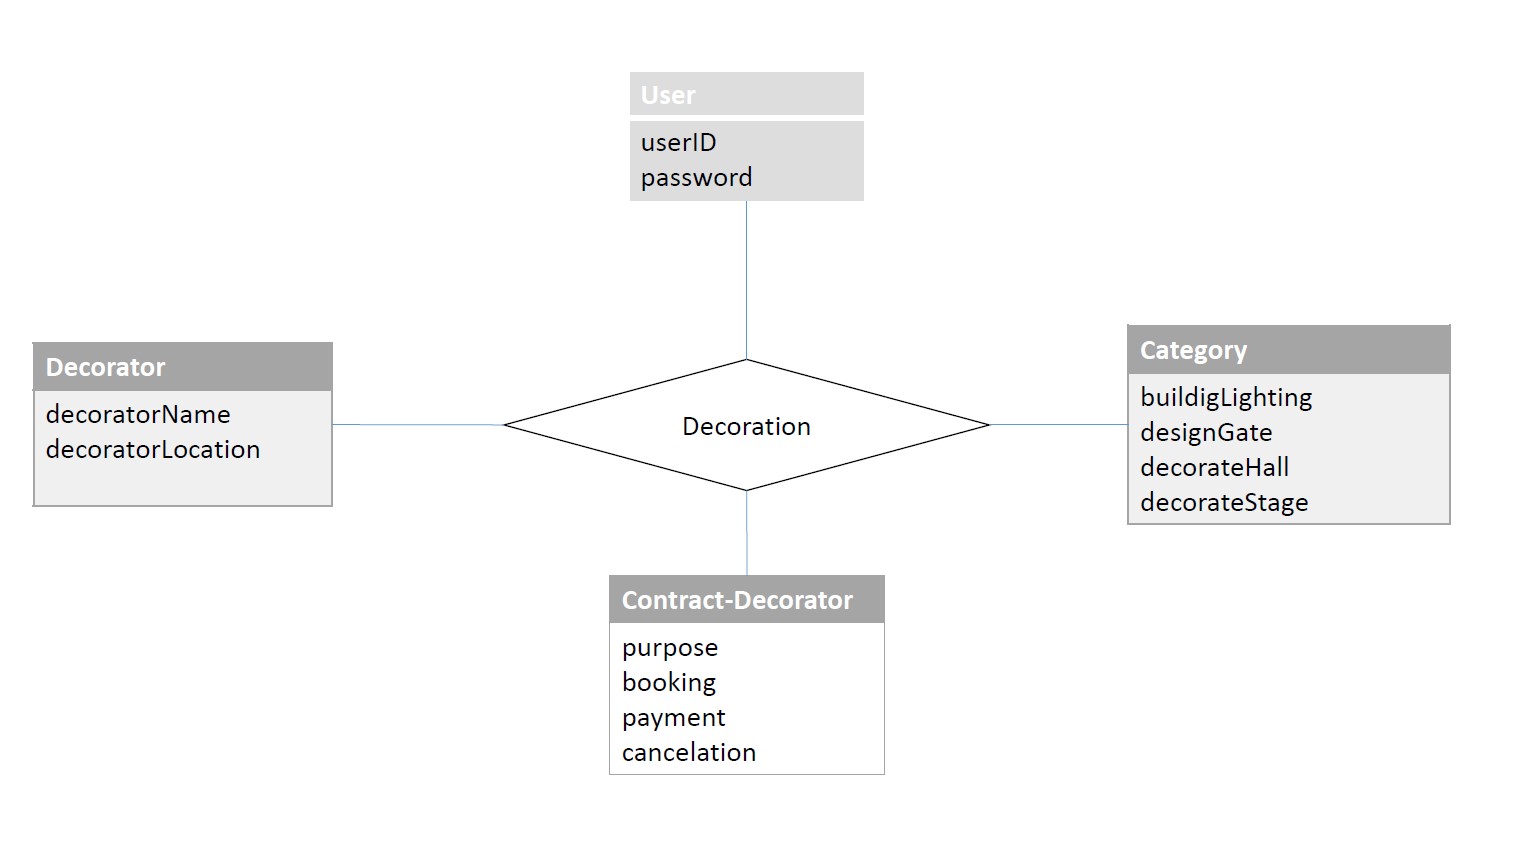 User
userID
password
Decorator
decoratorName
decoratorLocation
Decoration
Category
buildigLighting
designGate
decorateHall
decorateStage
Contract-Decorator
purpose
booking
payment
cancelation